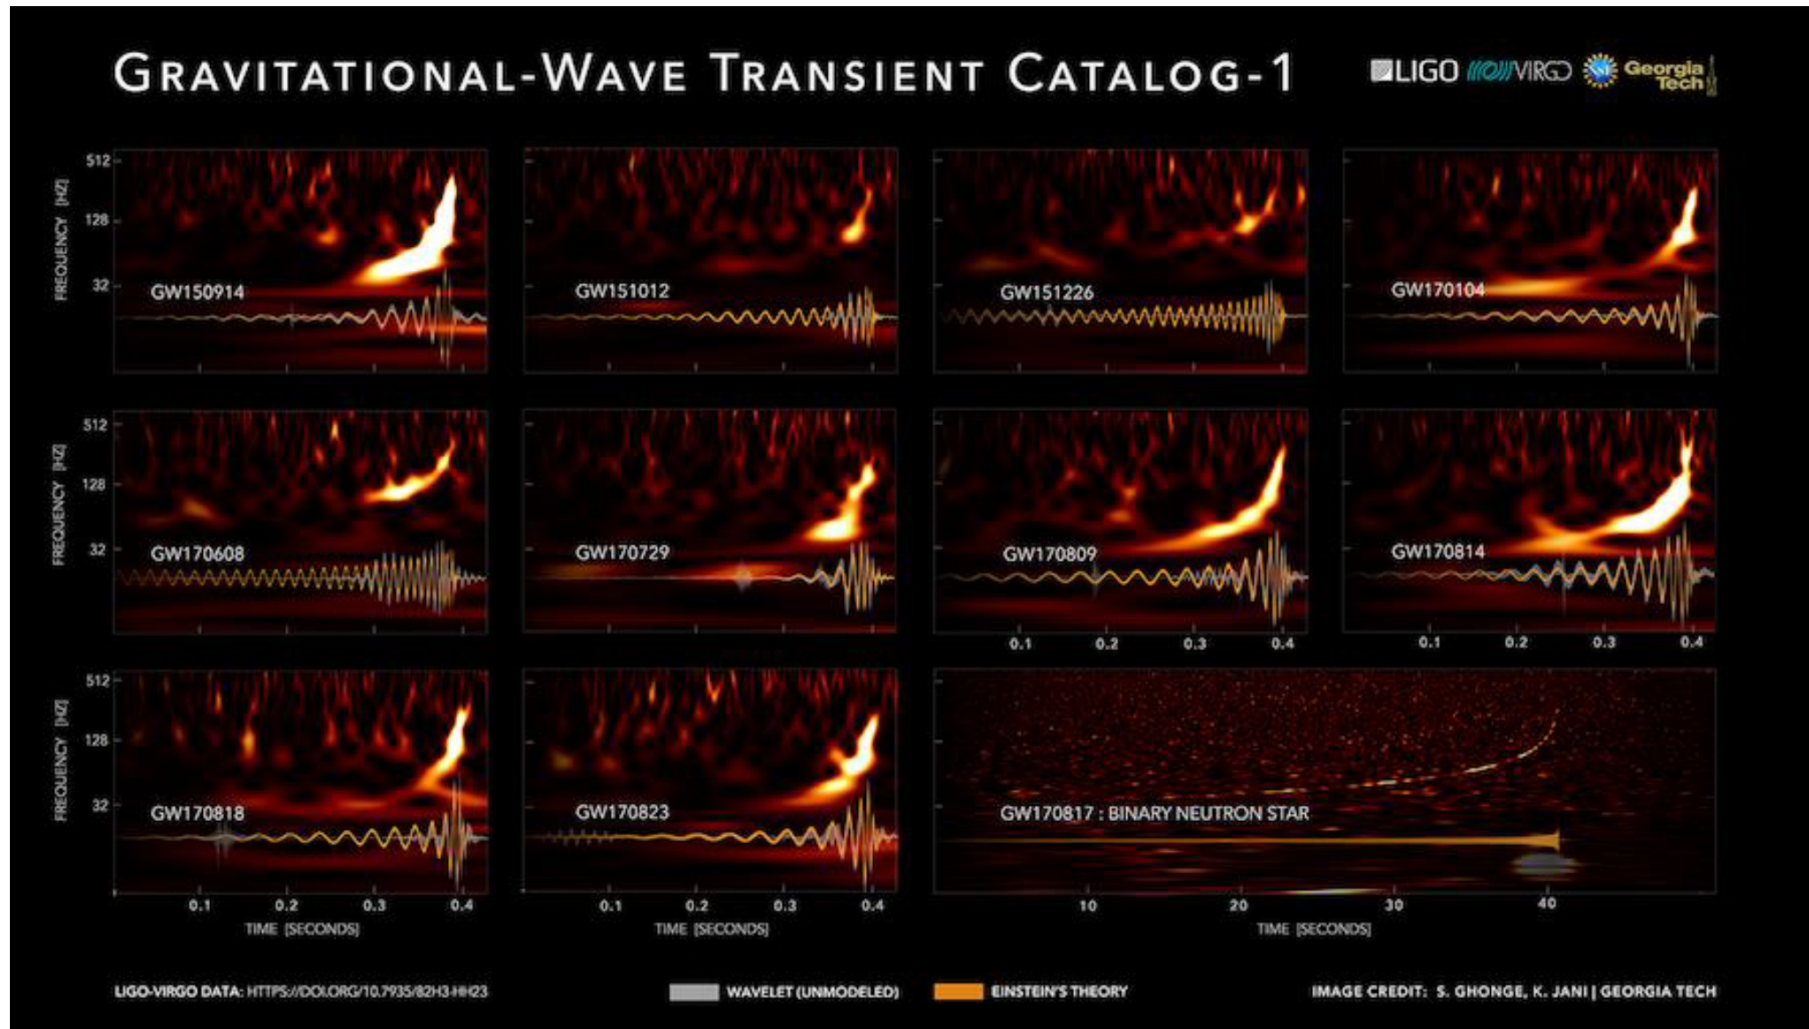 GRAVITATIONAL-WAVE TRANSIENT CATALOG-1
LIGO
VIRGO
NSF
Georgia
Tech
FREQUENCY [HZ]
512
128
32
GW150914
GW151012
GW151226
GW170104
FREQUENCY [HZ]
512
128
32
GW170608
GW170729
GW170809
GW170814
0.1 0.2 0.3 0.4
0.1 0.2 0.3 0.4
FREQUENCY [HZ]
512
128
32
GW170818
GW170823
GW170817 : BINARY NEUTRON STAR
0.1 0.2 0.3 0.4
0.1 0.2 0.3 0.4
10 20 30 40
TIME [SECONDS]
TIME [SECONDS]
TIME [SECONDS]
LIGO-VIRGO DATA: HTTPS://DOI.ORG/10.7935/82H3-HH23
WAVELET (UNMODELED)
EINSTEIN'S THEORY
IMAGE CREDIT: S. GHONGE, K. JANI | GEORGIA TECH